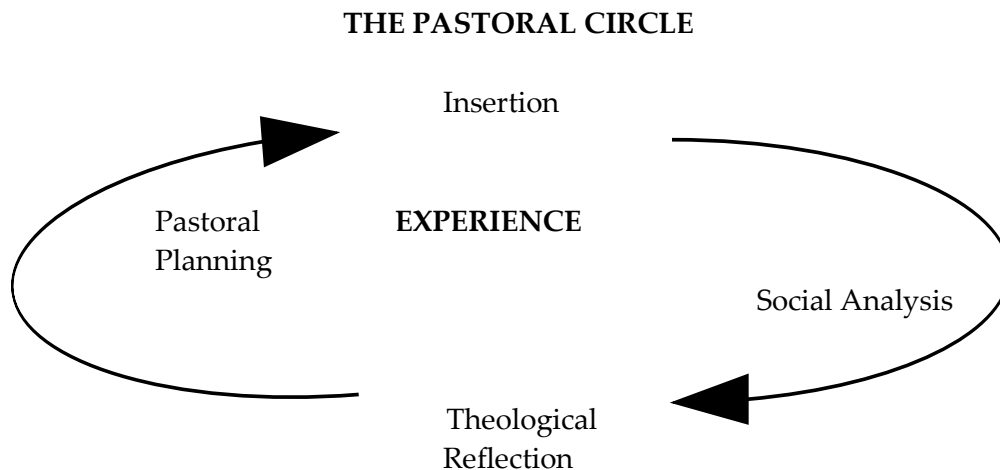 THE PASTORAL CIRCLE
Insertion
Pastoral
Planning
EXPERIENCE
Social Analysis
Theological
Reflection